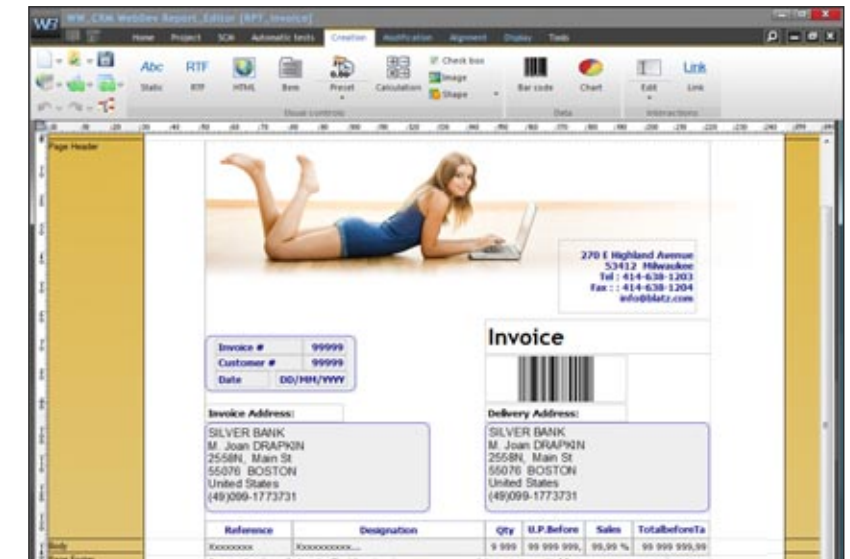 WW_CRM WebDev Report_Editor [RPT_Invoice]
Home Project SCM Automatic tests Creation Modification Alignment Display Tools
Abc RTF Check box Link
Image
Static RTF HTML Item Preset Calculation Shape Bar code Chart Edit Link
Usual controls Data Interactions
Page Header
270 E Highland Avenue
53412 Milwaukee
Tel : 414-638-1203
Fax : : 414-638-1204
info@blatz.com
Invoice
Invoice # 99999
Customer # 99999
Date DD/MM/YYYY
Invoice Address: Delivery Address:
SILVER BANK SILVER BANK
M. Joan DRAPKIN M. Joan DRAPKIN
2558N, Main St 2558N, Main St
55076 BOSTON 55076 BOSTON
United States United States
(49)099-1773731 (49)099-1773731
Reference Designation Qty U.P.Before Sales TotalbeforeTa
Body Xxxxxxxx Xxxxxxxxxx... 9 999 99 999 999, 99,99 % 99 999 999,99
Page Footer